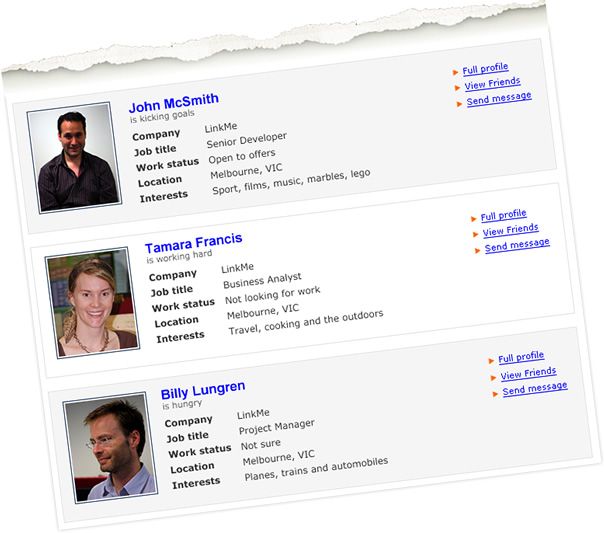 John McSmith
is kicking goals
Company LinkMe
Job title Senior Developer
Work status Open to offers
Location Melbourne, VIC
Interests Sport, films, music, marbles, lego
Full profile
View Friends
Send message
Tamara Francis
is working hard
Company LinkMe
Job title Business Analyst
Work status Not looking for work
Location Melbourne, VIC
Interests Travel, cooking and the outdoors
Full profile
View Friends
Send message
Billy Lungren
is hungry
Company LinkMe
Job title Project Manager
Work status Not sure
Location Melbourne, VIC
Interests Planes, trains and automobiles
Full profile
View Friends
Send message